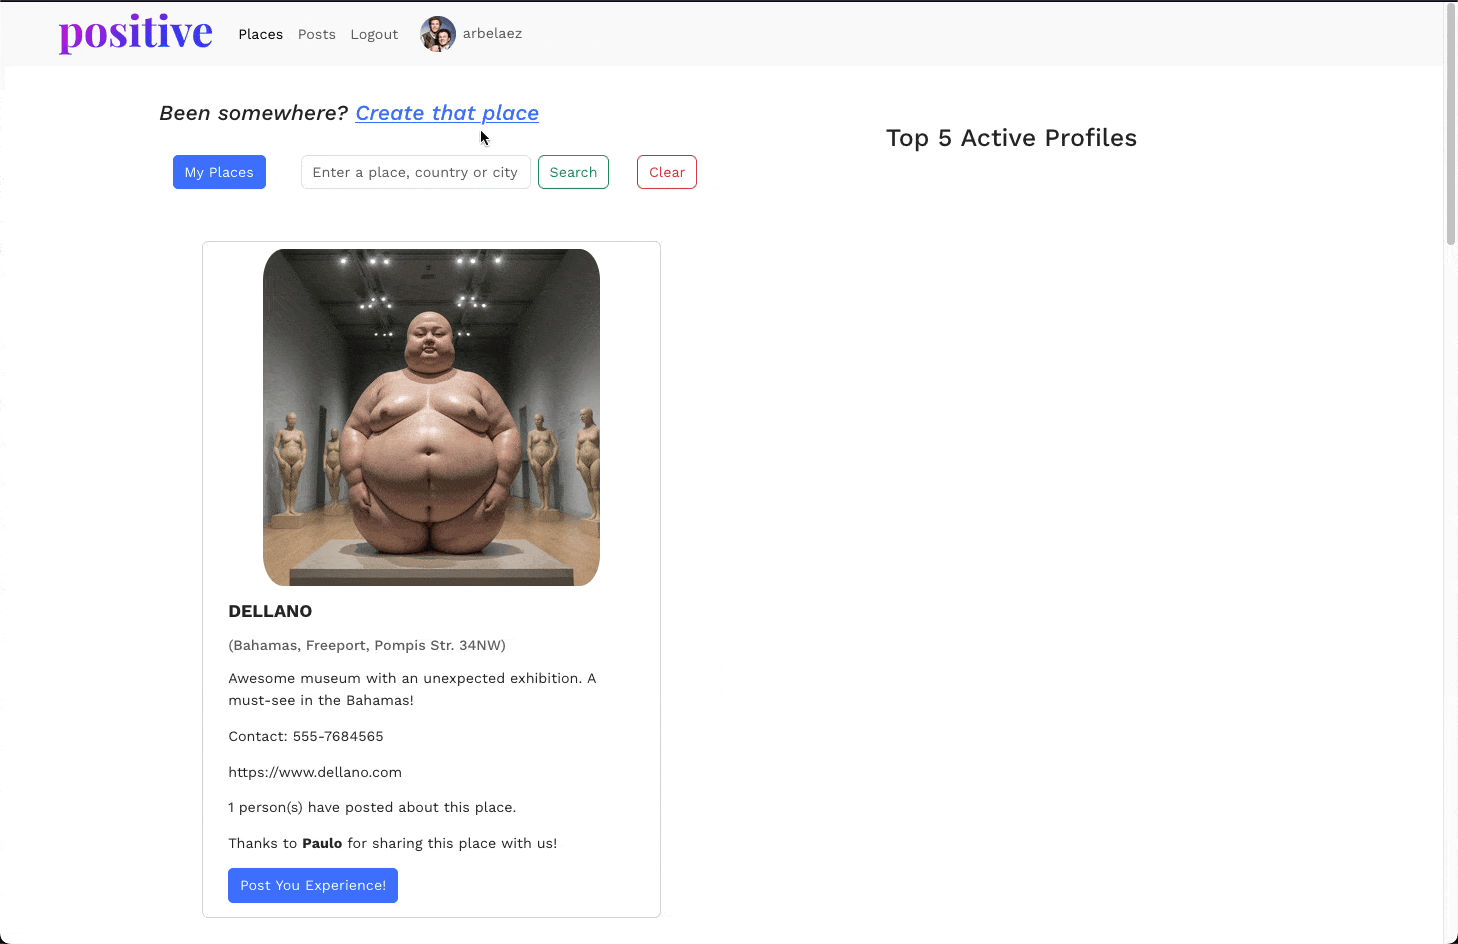 positive Places Posts Logout arbelaez
Been somewhere? Create that place
Top 5 Active Profiles
My Places Enter a place, country or city Search Clear
DELLANO
(Bahamas, Freeport, Pompis Str. 34NW)
Awesome museum with an unexpected exhibition. A
must-see in the Bahamas!
Contact: 555-7684565
https://www.dellano.com
1 person(s) have posted about this place.
Thanks to Paulo for sharing this place with us!
Post You Experience!